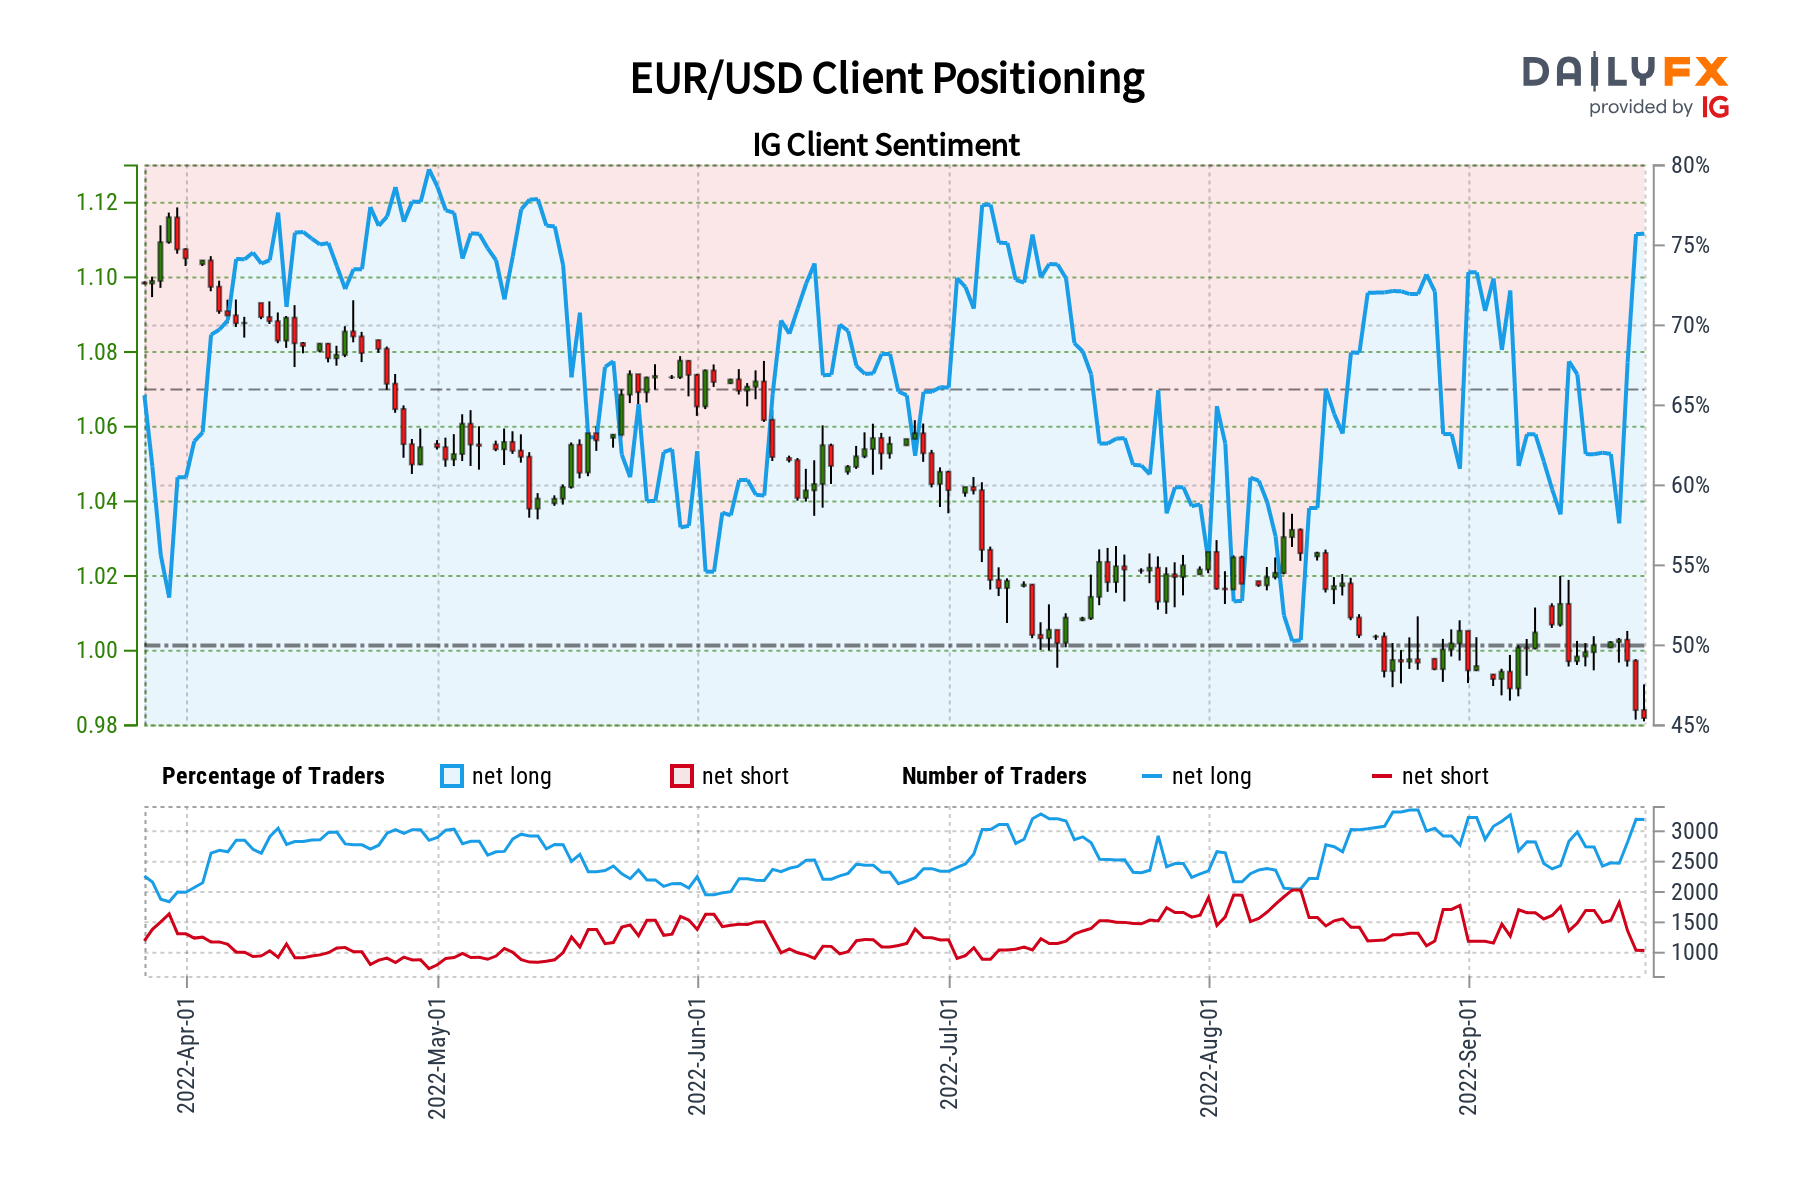 EUR/USD Client Positioning
DAILYFX
provided by IG
IG Client Sentiment
1.12
1.10
1.08
1.06
1.04
1.02
1.00
0.98
80%
75%
70%
65%
60%
55%
50%
45%
Percentage of Traders net long net short Number of Traders net long net short
3000
2500
2000
1500
1000
2022-Apr-01
2022-May-01
2022-Jun-01
2022-Jul-01
2022-Aug-01
2022-Sep-01